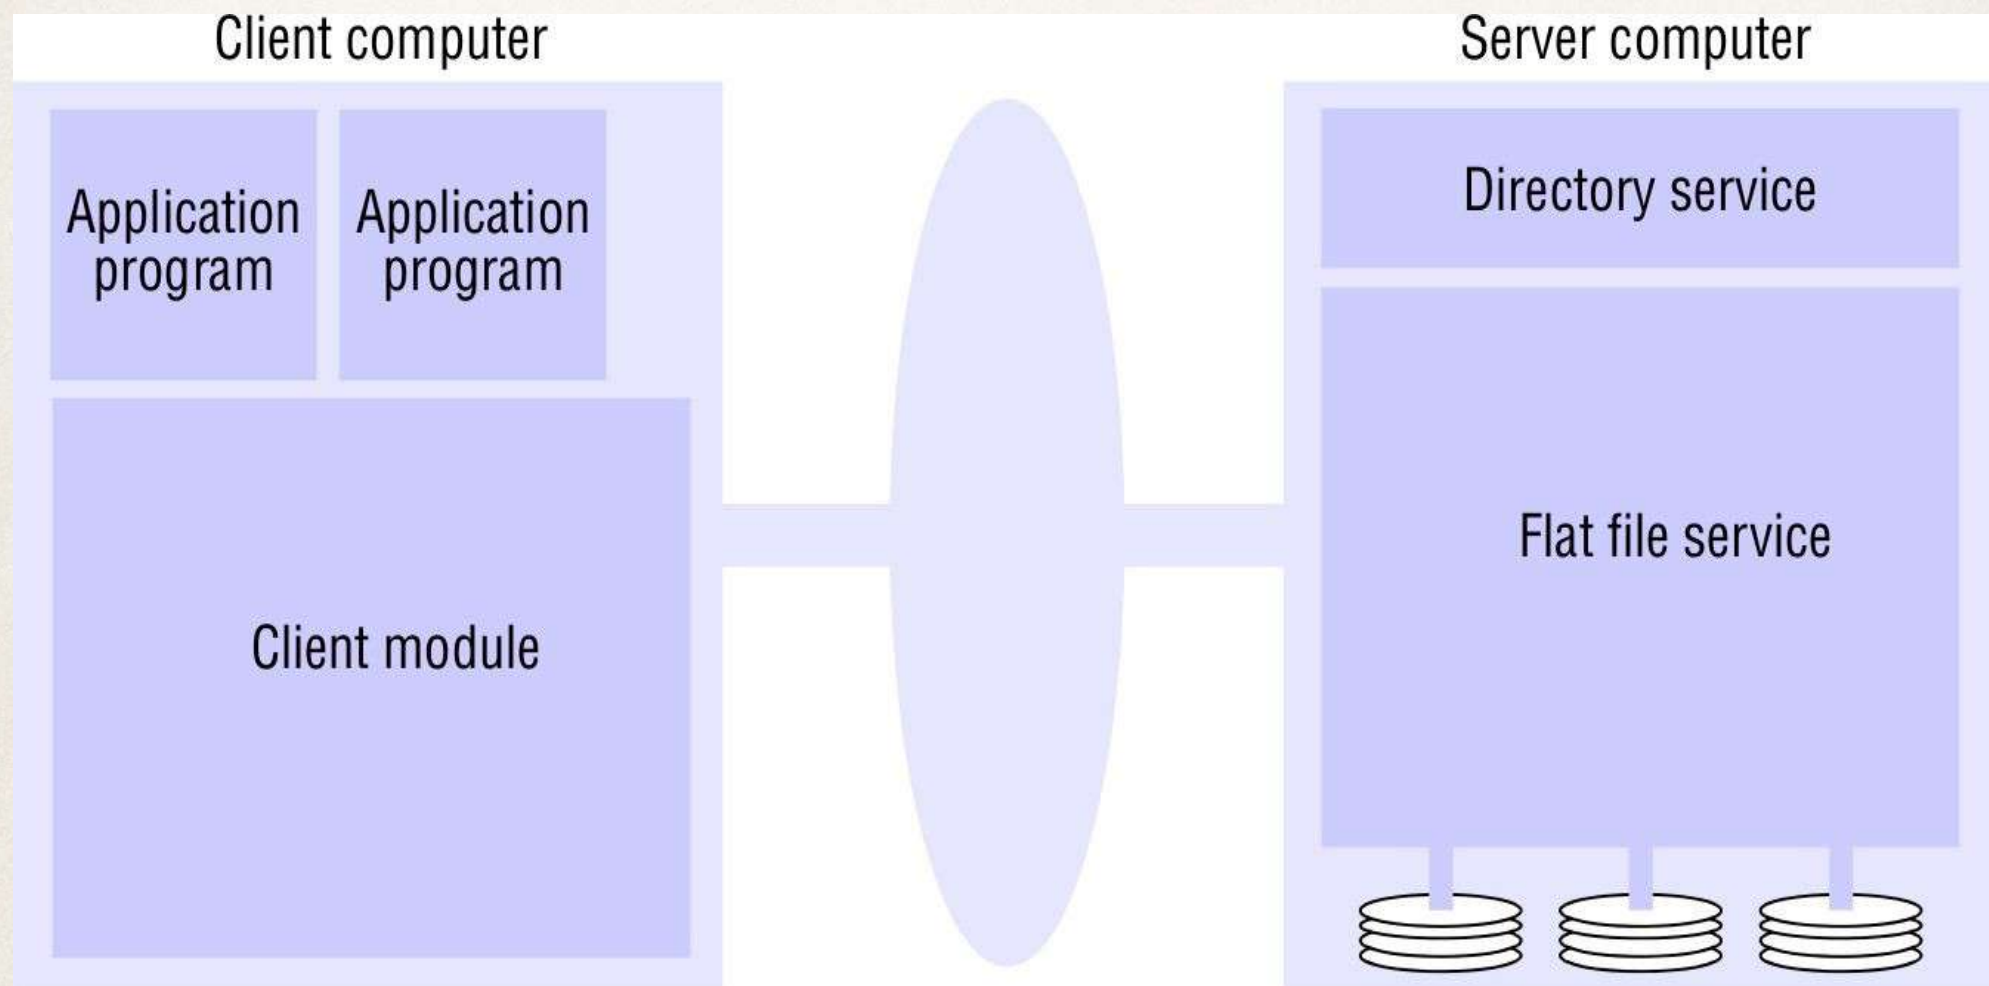 Client computer
Server computer
Application
program
Application
program
Directory service
Flat file service
Client module